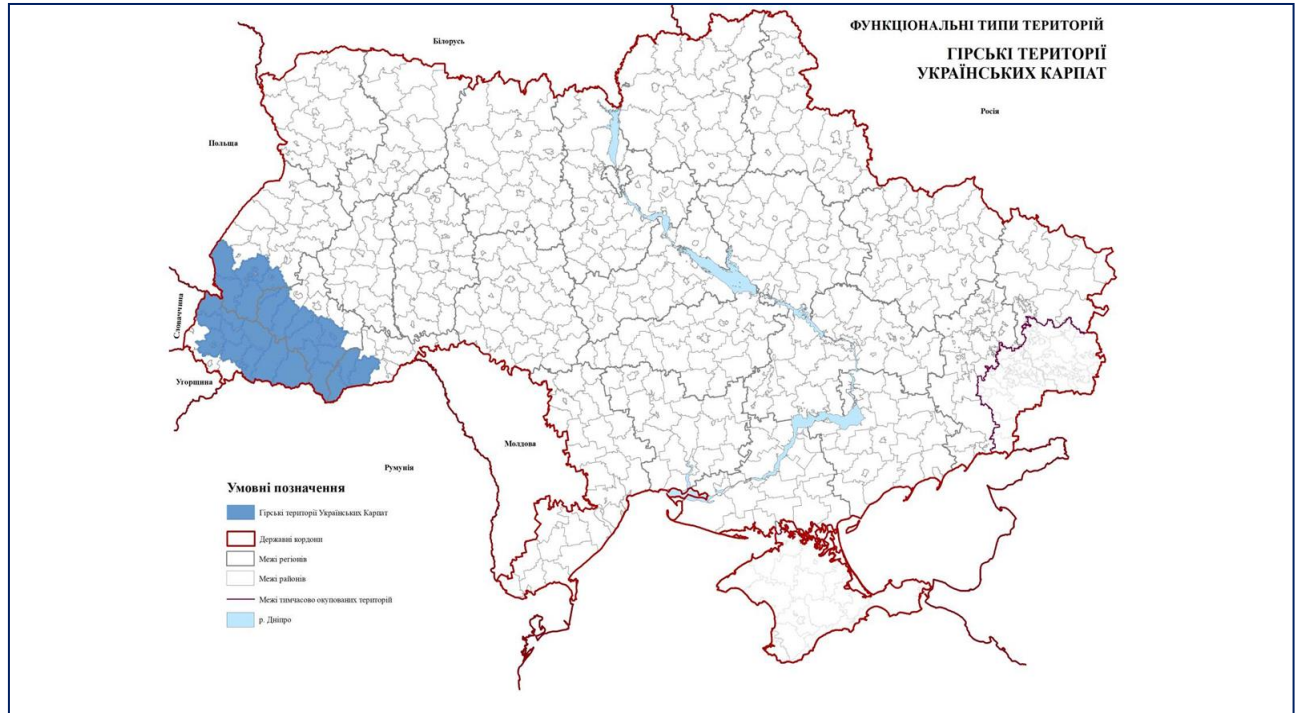 ФУНКЦІОНАЛЬНІ ТИПИ ТЕРИТОРІЙ
ГІРСЬКІ ТЕРИТОРІЇ
УКРАЇНСЬКИХ КАРПАТ
Білорусь
Росія
Польща
Словаччина
Угорщина
Молдова
Румунія
Умовні позначення
Гірські території Українських Карпат
Державні кордони
Межі регіонів
Межі районів
Межі тимчасово окупованих територій
р. Дніпро